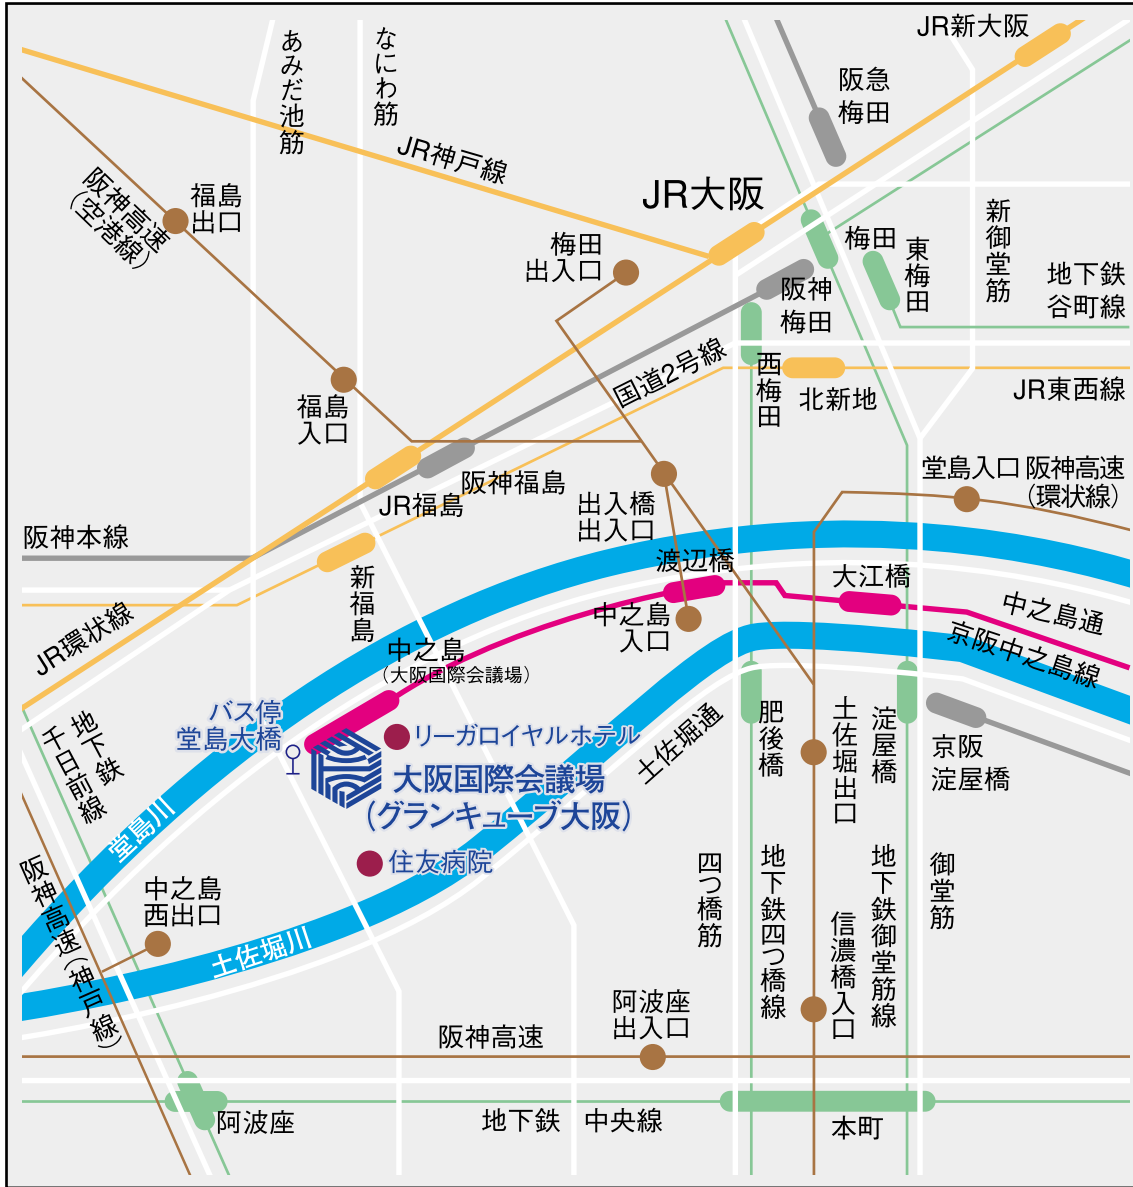 JR新大阪
あみだ池筋
なにわ筋
阪急
梅田
JR神戸線
阪神高速
(空港線)
福島
出口
JR大阪
新御堂筋
梅田
出入口
梅田
東梅田
地下鉄
谷町線
阪神
梅田
国道2号線
西梅田
北新地
JR東西線
福島
入口
堂島入口
阪神高速
(環状線)
阪神福島
JR福島
出入橋
出入口
阪神本線
新福島
渡辺橋
大江橋
中之島
入口
中之島通
京阪中之島線
JR環状線
中之島
(大阪国際会議場)
バス停
堂島大橋
リーガロイヤルホテル
大阪国際会議場
(グランキューブ大阪)
住友病院
土佐堀通
肥後橋
土佐堀出口
淀屋橋
京阪
淀屋橋
地下鉄
千日前線
堂島川
阪神高速(神戸線)
中之島
西出口
土佐堀川
四つ橋筋
地下鉄四つ橋線
信濃橋入口
地下鉄御堂筋線
御堂筋
阪神高速
阿波座
出入口
阿波座
地下鉄 中央線
本町